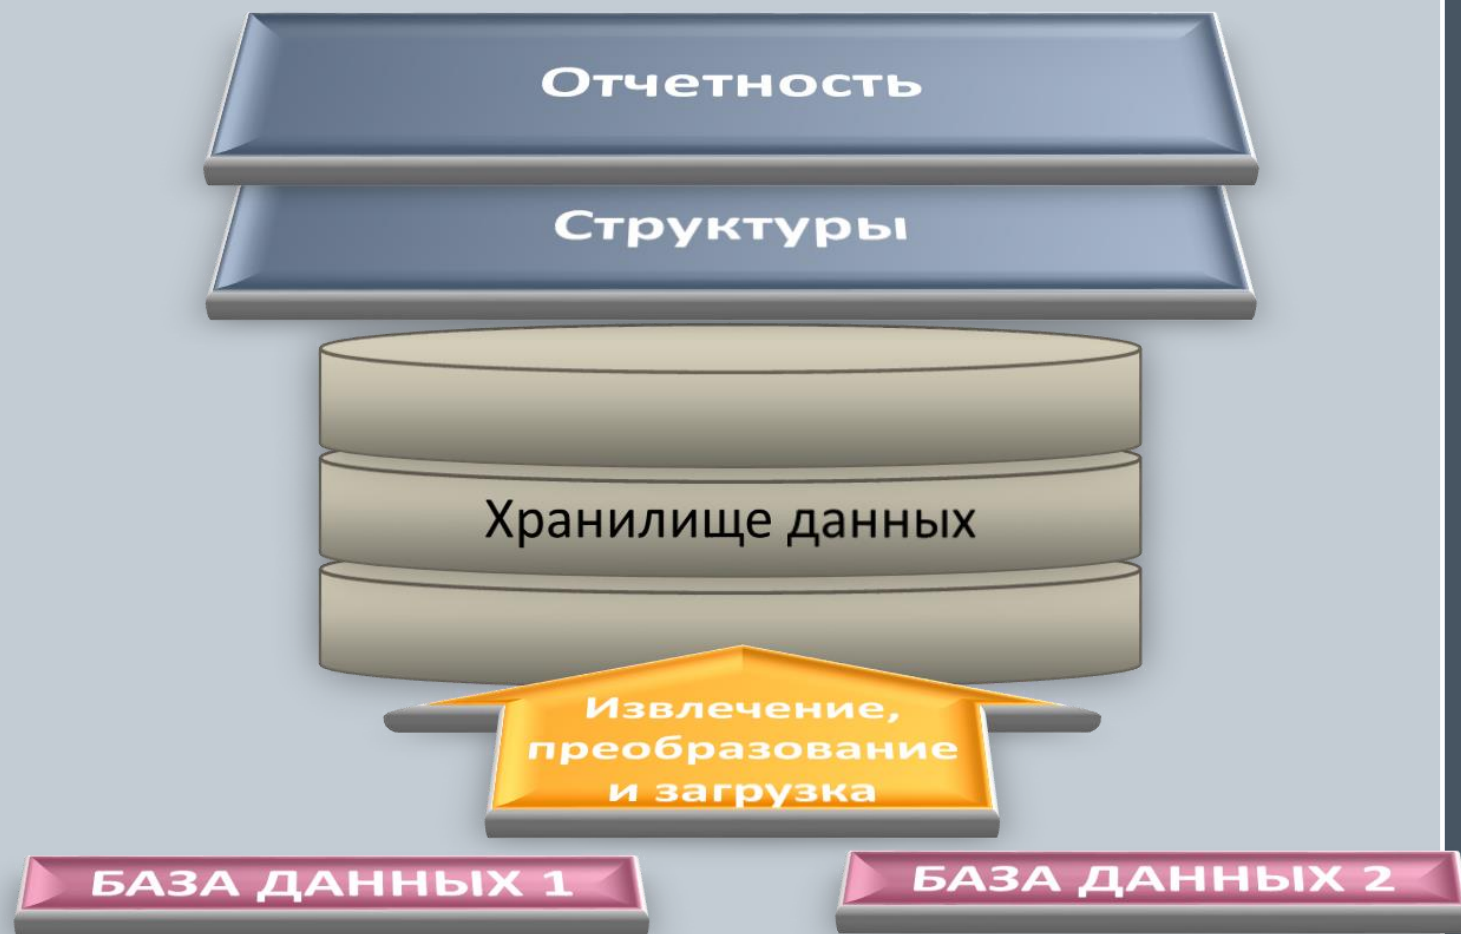 Отчетность
Структуры
Хранилище данных
Извлечение,
преобразование
и загрузка
БАЗА ДАННЫХ 1
БАЗА ДАННЫХ 2